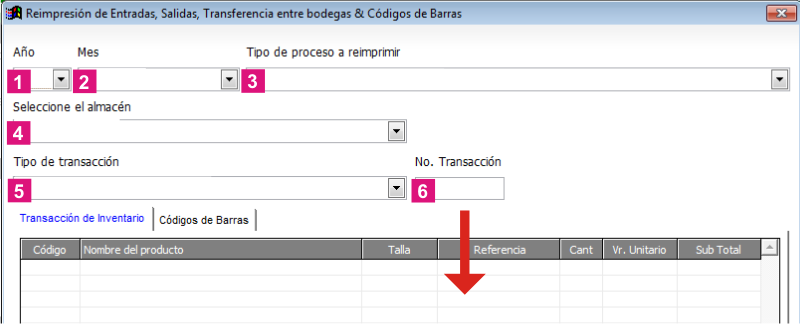 Reimpresión de Entradas, Salidas, Transferencia entre bodegas & Códigos de Barras
Año Mes Tipo de proceso a reimprimir
1 2 3
Seleccione el almacén
4
Tipo de transacción No. Transacción
5 6
Transacción de Inventario Códigos de Barras
Código Nombre del producto Talla Referencia Cant Vr. Unitario Sub Total